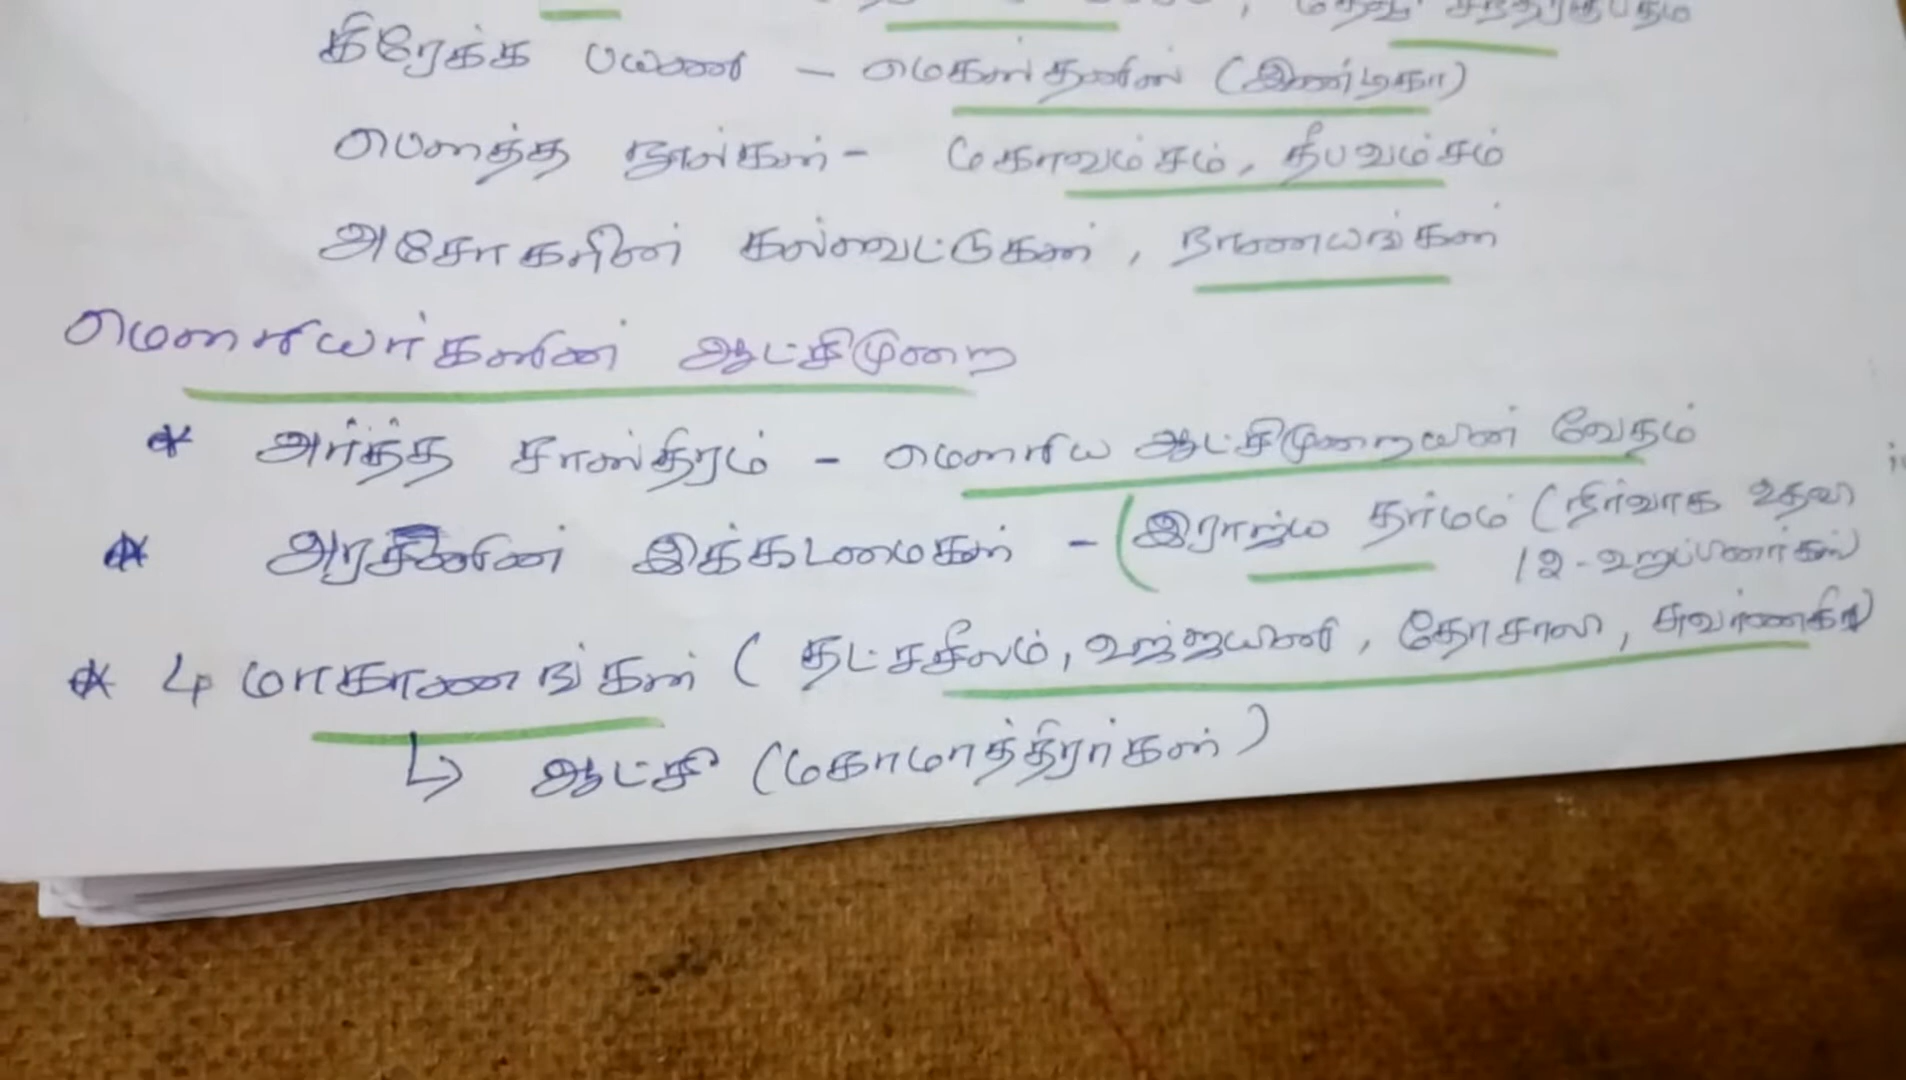 கிரேக்க பயணி - மெகஸ்தனிஸ் (இண்டிகா)
பௌத்த நூல்கள் - மகாவம்சம், தீபவம்சம்
அசோகரின் கல்வெட்டுகள், நாணயங்கள்
மௌரியர்களின் ஆட்சிமுறை
* அர்த்த சாஸ்திரம் - மௌரிய ஆட்சிமுறையின் வேதம்
* அரசனின் இக்கடமைகள் - (இராஜ்ய தர்மம் (நிர்வாக உதவி
12-உறுப்பினர்கள்)
* 4 மாகாணங்கள் ( தட்சசீலம், உஜ்ஜயினி, தோசாலி, சுவர்ணகிரி)
↳ ஆட்சி (மகாமாத்திரர்கள்)